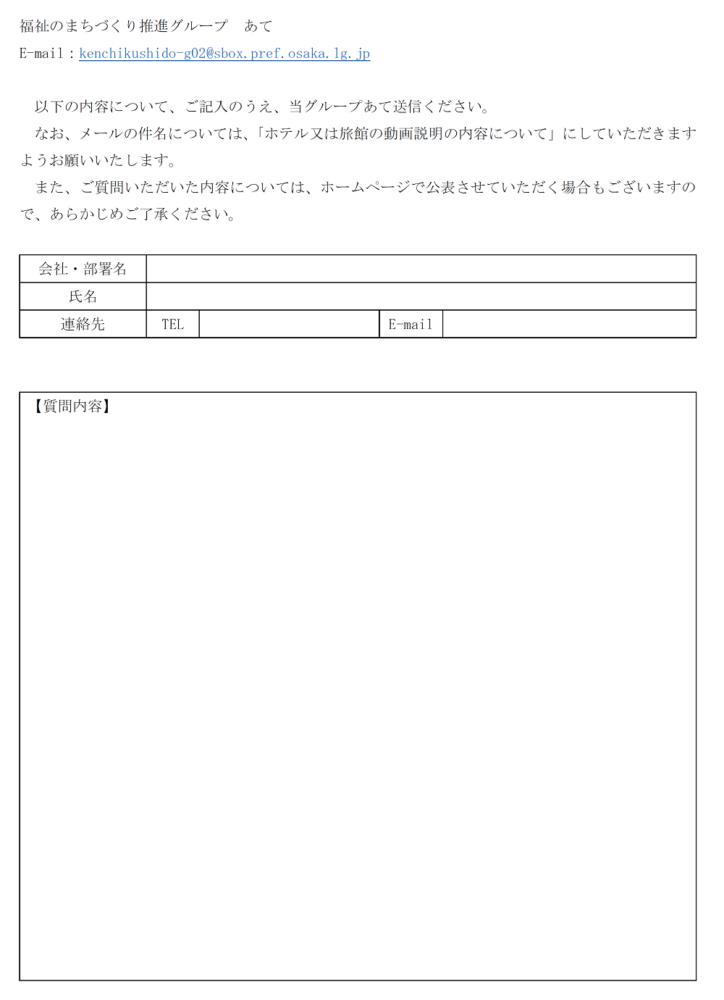 福祉のまちづくり推進グループ　あて
E-mail：kenchikushido-g02@sbox.pref.osaka.lg.jp
以下の内容について、ご記入のうえ、当グループあて送信ください。
なお、メールの件名については、「ホテル又は旅館の動画説明の内容について」にしていただきます
ようお願いいたします。
また、ご質問いただいた内容については、ホームページで公表させていただく場合もございますの
で、あらかじめご了承ください。
会社・部署名
氏名
連絡先　TEL　E-mail
【質問内容】